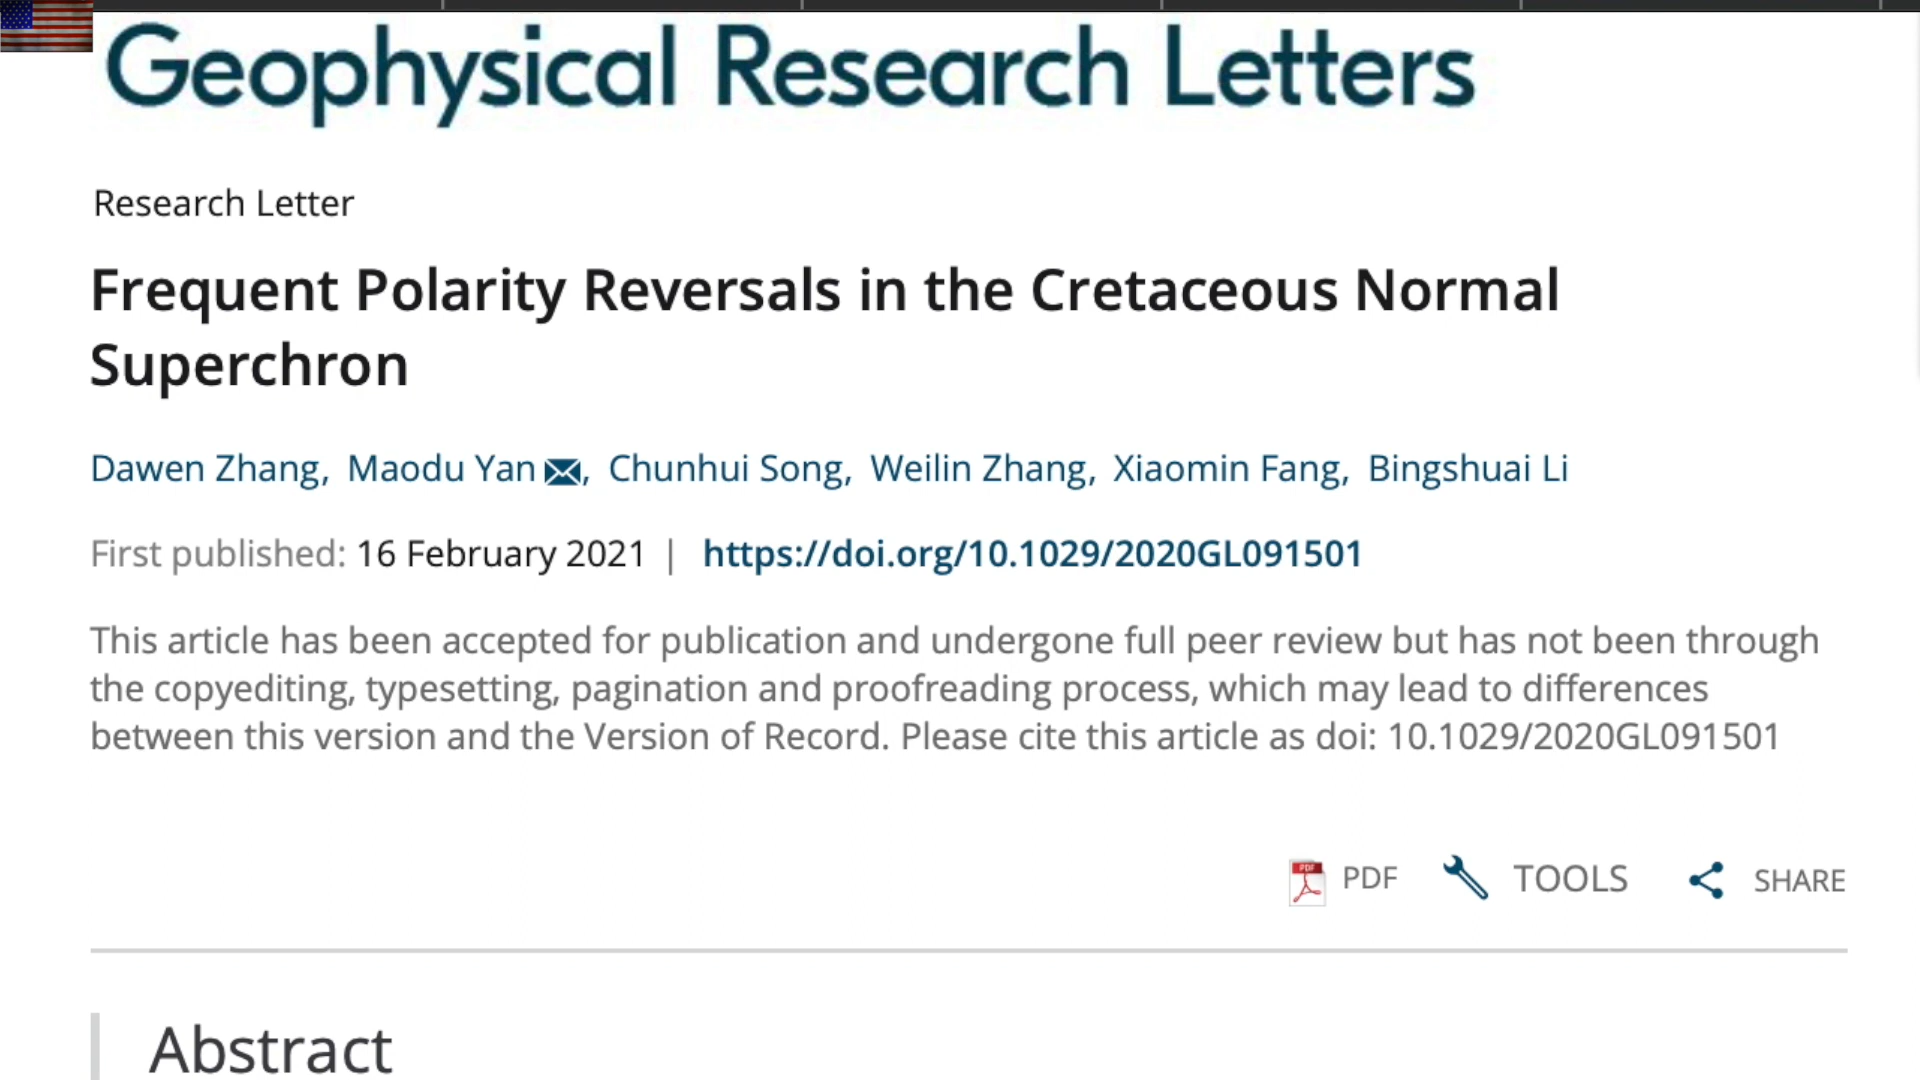 Geophysical Research Letters
Research Letter
Frequent Polarity Reversals in the Cretaceous Normal
Superchron
Dawen Zhang, Maodu Yan, Chunhui Song, Weilin Zhang, Xiaomin Fang, Bingshuai Li
First published: 16 February 2021 | https://doi.org/10.1029/2020GL091501
This article has been accepted for publication and undergone full peer review but has not been through
the copyediting, typesetting, pagination and proofreading process, which may lead to differences
between this version and the Version of Record. Please cite this article as doi: 10.1029/2020GL091501
PDF PDF TOOLS SHARE
Abstract